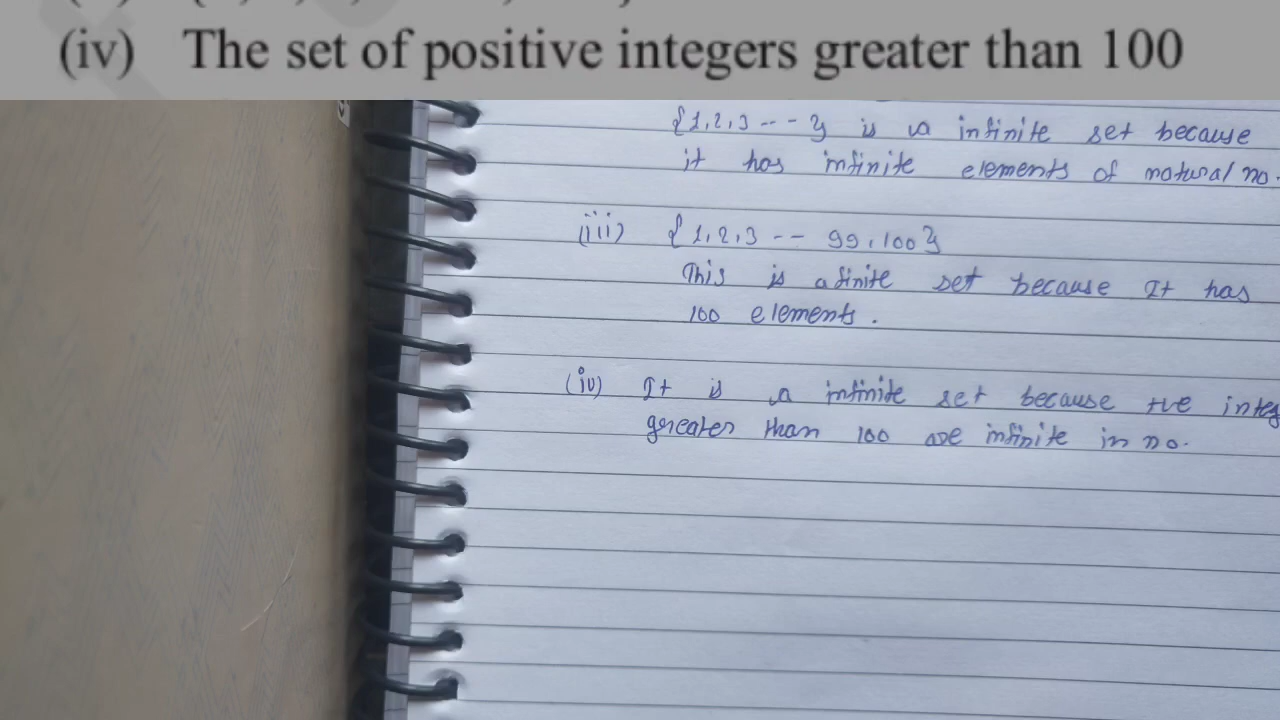 (iv) The set of positive integers greater than 100
{1,2,3 --- } is a infinite set because
it has infinite elements of natural no.
(iii) {1,2,3 -- 99,100}
This is a finite set because It has
100 elements.
(iv) It is a infinite set because +ve integ
greater than 100 are infinite in no.